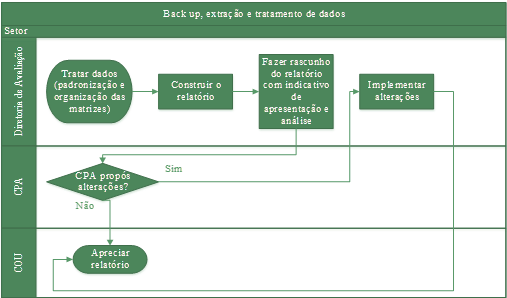 Back up, extração e tratamento de dados
Setor
Diretoria de Avaliação
Tratar dados
(padronização e
organização das
matrizes)
Construir o
relatório
Fazer rascunho
do relatório
com indicativo
de
apresentação e
análise
Implementar
alterações
CPA
CPA propôs
alterações?
Sim
Não
COU
Apreciar
relatório